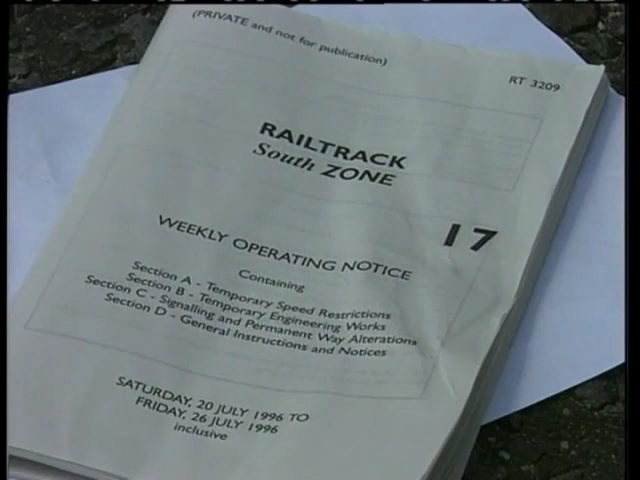 (PRIVATE and not for publication)
RT 3209
RAILTRACK
South ZONE
17
WEEKLY OPERATING NOTICE
Containing
Section A - Temporary Speed Restrictions
Section B - Temporary Engineering Works
Section C - Signalling and Permanent Way Alterations
Section D - General Instructions and Notices
SATURDAY, 20 JULY 1996 TO
FRIDAY, 26 JULY 1996
inclusive